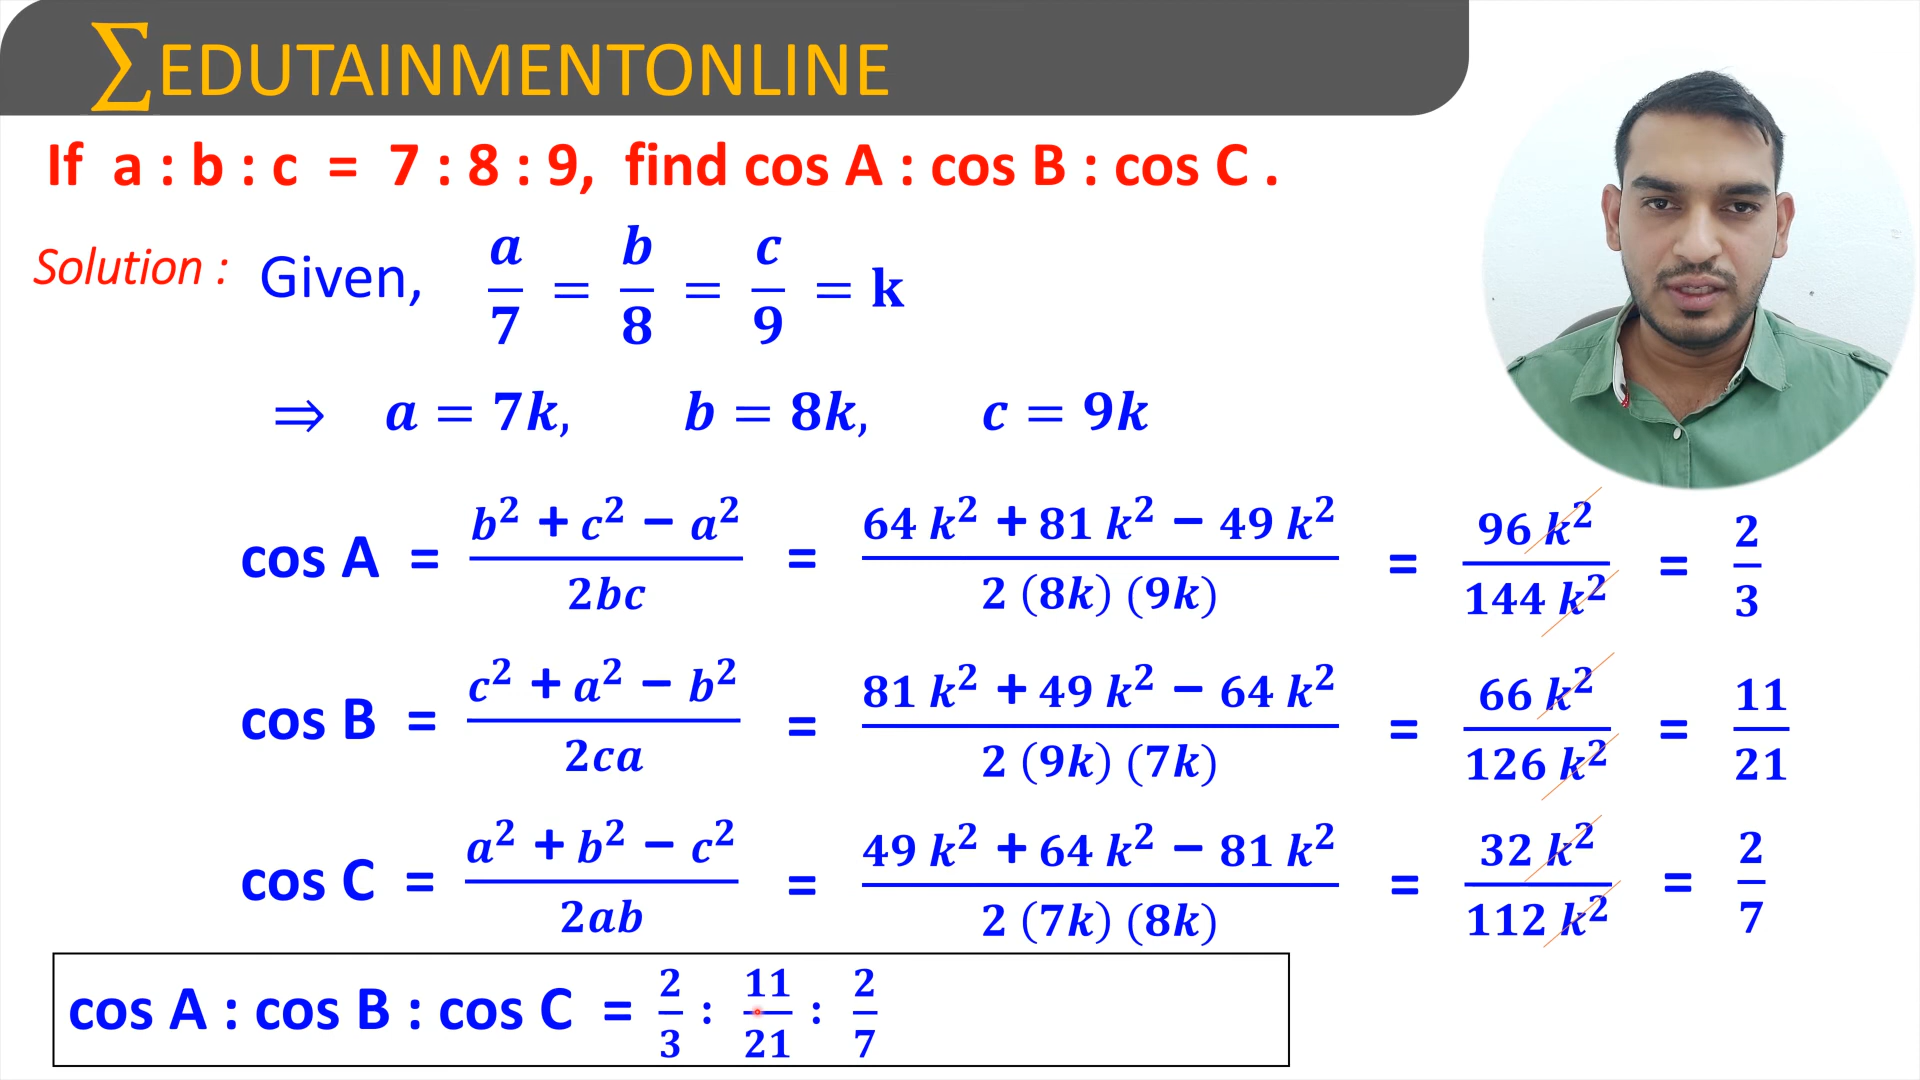 ∑EDUTAINMENTONLINE
If a : b : c = 7 : 8 : 9, find cos A : cos B : cos C .
Solution : Given, a/7 = b/8 = c/9 = k
⇒ a = 7k, b = 8k, c = 9k
cos A = (b² + c² − a²)/(2bc) = (64 k² + 81 k² − 49 k²)/(2 (8k) (9k)) = (96 k²)/(144 k²) = 2/3
cos B = (c² + a² − b²)/(2ca) = (81 k² + 49 k² − 64 k²)/(2 (9k) (7k)) = (66 k²)/(126 k²) = 11/21
cos C = (a² + b² − c²)/(2ab) = (49 k² + 64 k² − 81 k²)/(2 (7k) (8k)) = (32 k²)/(112 k²) = 2/7
cos A : cos B : cos C = 2/3 : 11/21 : 2/7